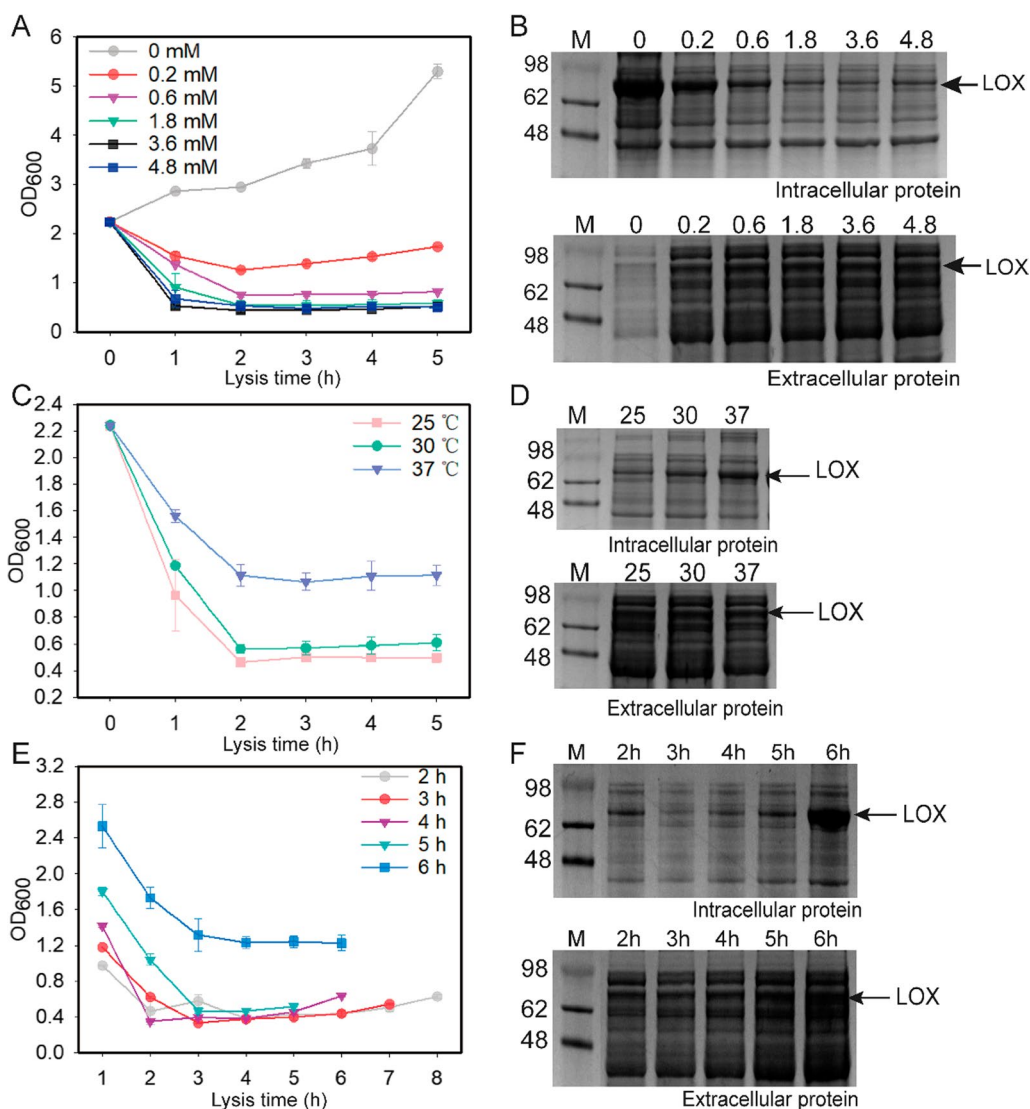 A
6
5
4
3
2
1
0
OD600
0 mM
0.2 mM
0.6 mM
1.8 mM
3.6 mM
4.8 mM
0 1 2 3 4 5
Lysis time (h)
B
M 0 0.2 0.6 1.8 3.6 4.8
98
62
48
LOX
Intracellular protein
M 0 0.2 0.6 1.8 3.6 4.8
98
62
48
LOX
Extracellular protein
C
2.4
2.2
2.0
1.8
1.6
1.4
1.2
1.0
0.8
0.6
0.4
0.2
OD600
25 ℃
30 ℃
37 ℃
0 1 2 3 4 5
Lysis time (h)
D
M 25 30 37
98
62
48
LOX
Intracellular protein
M 25 30 37
98
62
48
LOX
Extracellular protein
E
3.2
2.8
2.4
2.0
1.6
1.2
0.8
0.4
0.0
OD600
2 h
3 h
4 h
5 h
6 h
1 2 3 4 5 6 7 8
Lysis time (h)
F
M 2h 3h 4h 5h 6h
98
62
48
LOX
Intracellular protein
M 2h 3h 4h 5h 6h
98
62
48
LOX
Extracellular protein